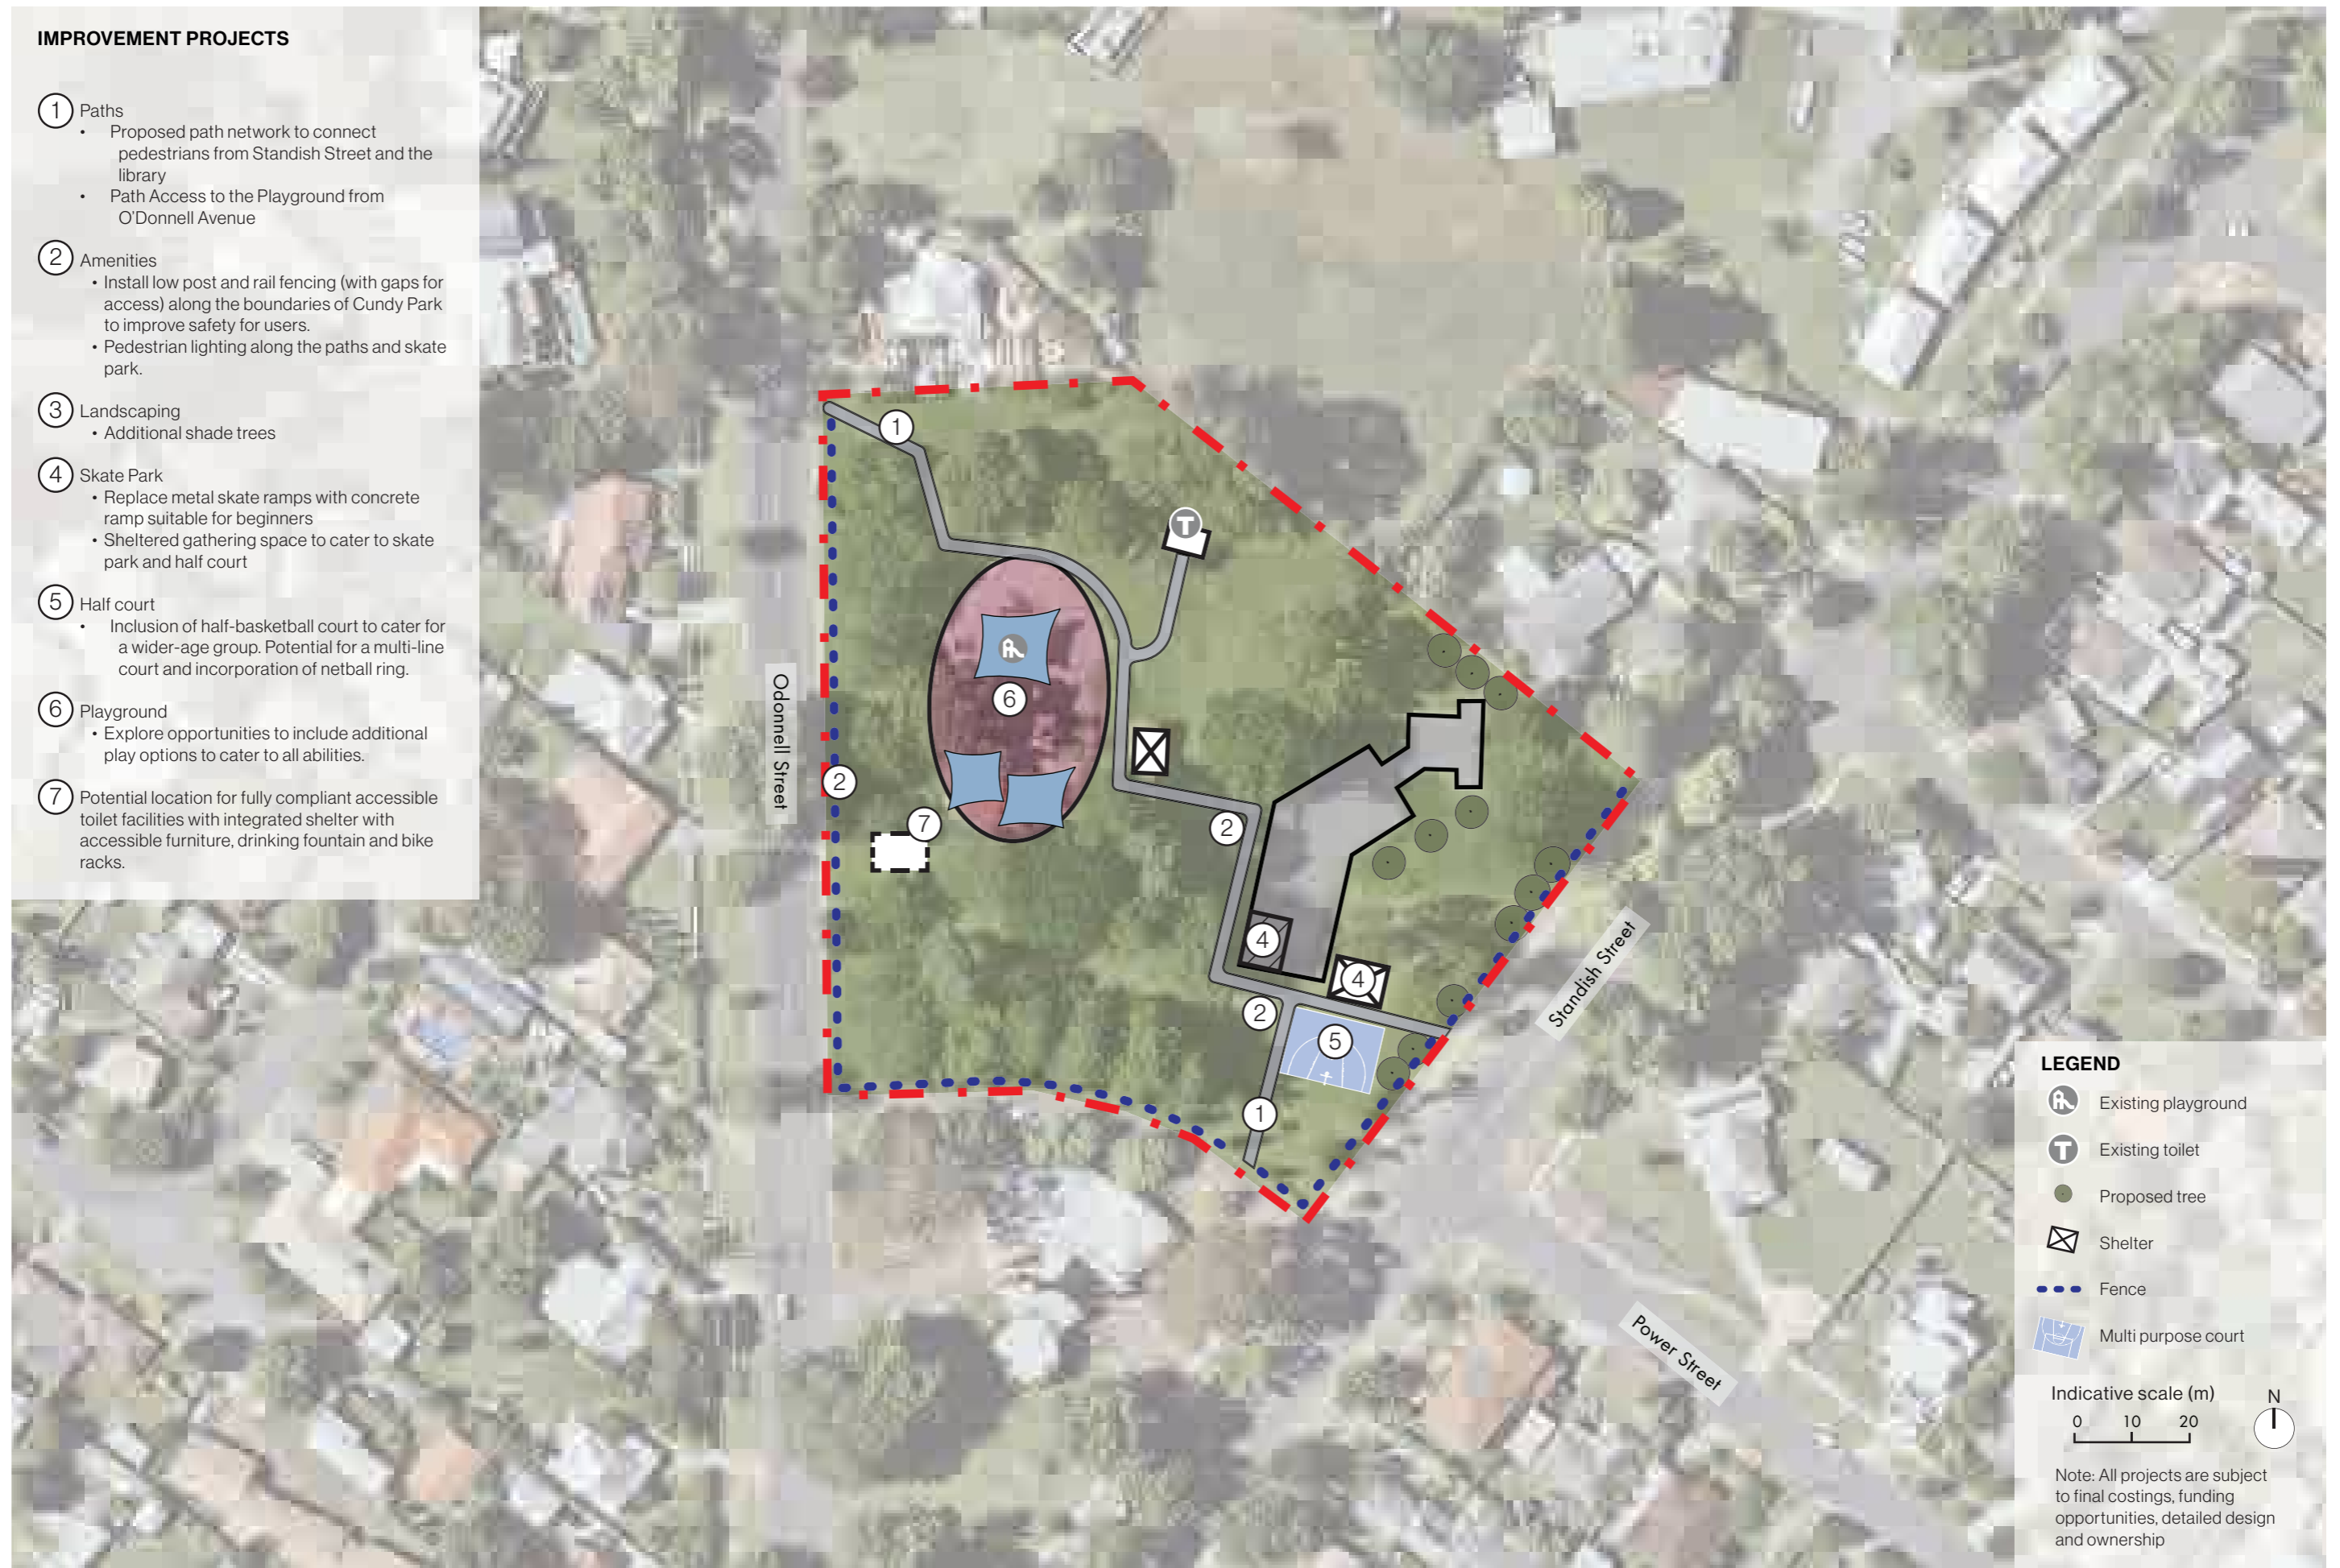 IMPROVEMENT PROJECTS
1 Paths
• Proposed path network to connect
pedestrians from Standish Street and the
library
• Path Access to the Playground from
O'Donnell Avenue
2 Amenities
• Install low post and rail fencing (with gaps for
access) along the boundaries of Cundy Park
to improve safety for users.
• Pedestrian lighting along the paths and skate
park.
3 Landscaping
• Additional shade trees
4 Skate Park
• Replace metal skate ramps with concrete
ramp suitable for beginners
• Sheltered gathering space to cater to skate
park and half court
5 Half court
• Inclusion of half-basketball court to cater for
a wider-age group. Potential for a multi-line
court and incorporation of netball ring.
6 Playground
• Explore opportunities to include additional
play options to cater to all abilities.
7 Potential location for fully compliant accessible
toilet facilities with integrated shelter with
accessible furniture, drinking fountain and bike
racks.
1
T
6
Odonnell Street
2
7
2
4
4
2
5
1
Standish Street
Power Street
LEGEND
Existing playground
T Existing toilet
Proposed tree
Shelter
Fence
Multi purpose court
Indicative scale (m)
0 10 20
N
Note: All projects are subject
to final costings, funding
opportunities, detailed design
and ownership